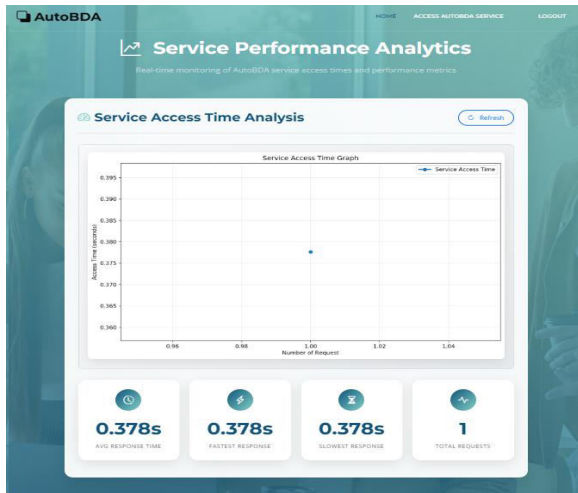 AutoBDA
HOME ACCESS AUTOBDA SERVICE LOGOUT
Service Performance Analytics
Real-time monitoring of AutoBDA service access times and performance metrics
Service Access Time Analysis
Refresh
Service Access Time Graph
Service Access Time
0.395
0.390
0.385
0.380
0.375
0.370
0.365
0.360
Access Time (seconds)
0.96 0.98 1.00 1.02 1.04
Number of Request
0.378s 0.378s 0.378s 1
AVG RESPONSE TIME FASTEST RESPONSE SLOWEST RESPONSE TOTAL REQUESTS